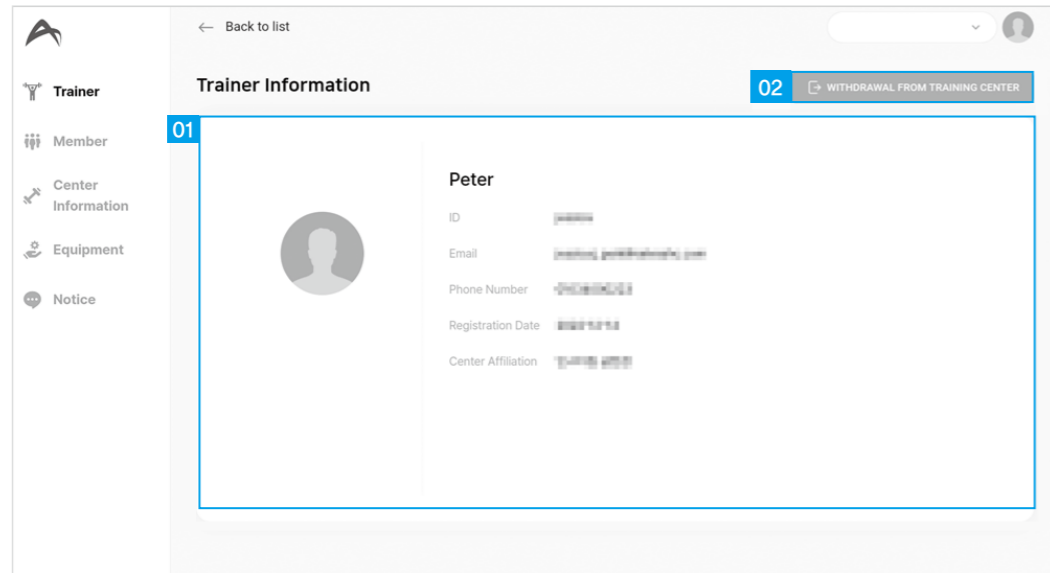 Back to list
Trainer
Trainer Information
02
WITHDRAWAL FROM TRAINING CENTER
01
Member
Center
Information
Equipment
Notice
Peter
ID
Email
Phone Number
Registration Date
Center Affiliation